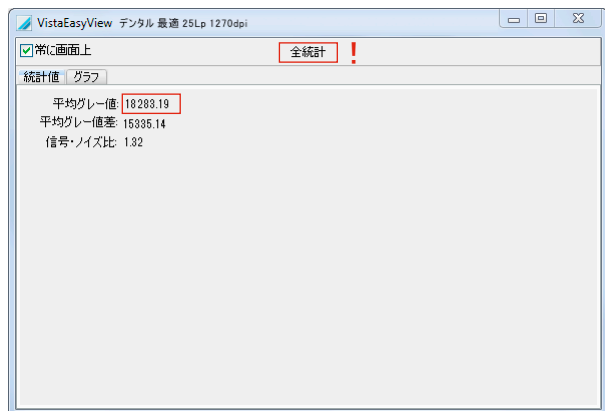 VistaEasyView デンタル 最適 25Lp 1270dpi
常に画面上 全統計 !
統計値 グラフ
平均グレー値: 18283.19
平均グレー値差: 15335.14
信号・ノイズ比: 1.32